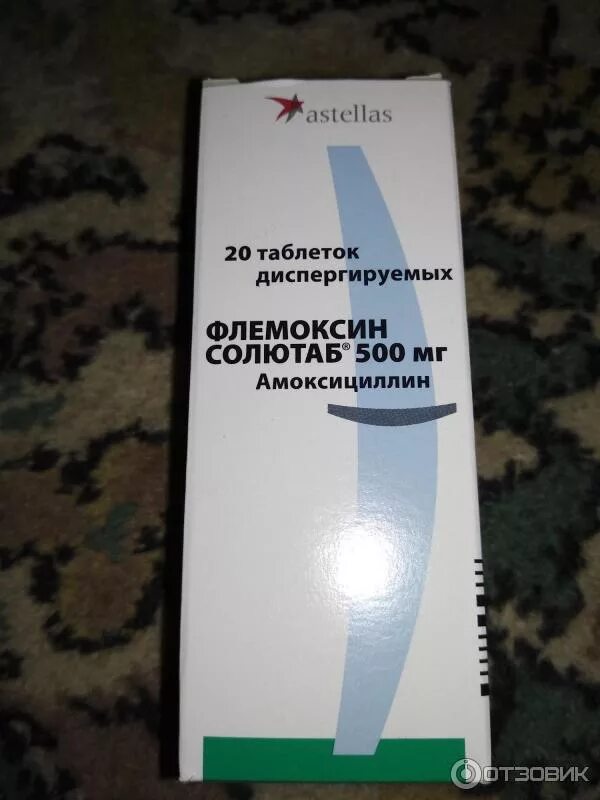 astellas
20 таблеток
диспергируемых
ФЛЕМОКСИН
СОЛЮТАБ® 500 мг
Амоксициллин
ОТЗОВИК